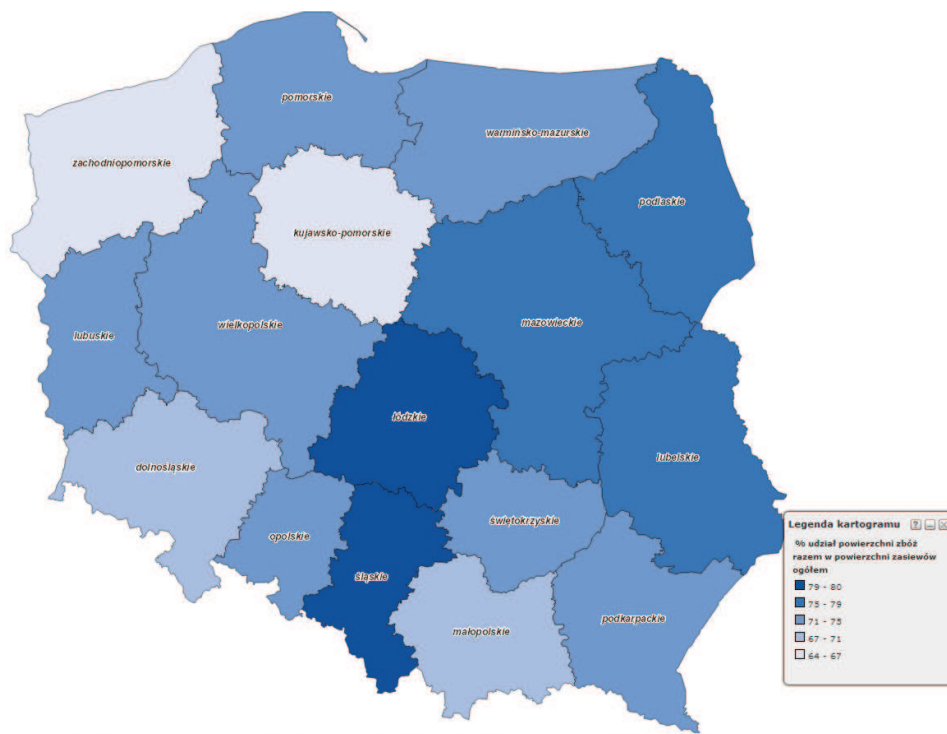 pomorskie
warmińsko-mazurskie
zachodniopomorskie
podlaskie
kujawsko-pomorskie
mazowieckie
wielkopolskie
lubuskie
łódzkie
lubelskie
dolnośląskie
świętokrzyskie
opolskie
śląskie
podkarpackie
małopolskie
Legenda kartogramu ?
% udział powierzchni zbóż
razem w powierzchni zasiewów
ogółem
79 - 80
75 - 79
71 - 75
67 - 71
64 - 67